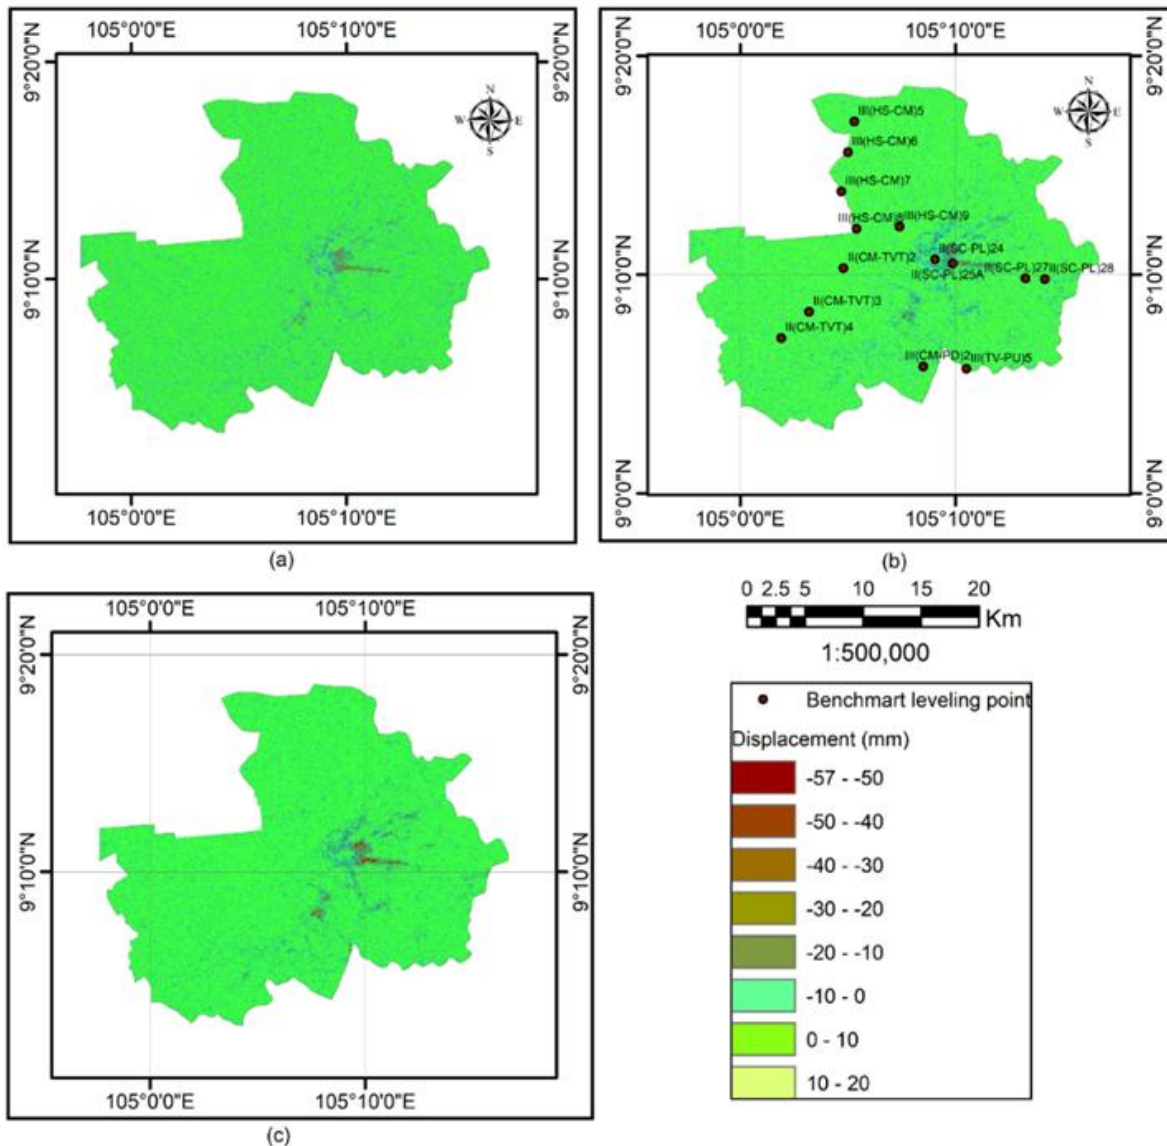 105°0'0"E 105°10'0"E
9°20'0"N
N
W E
S
9°10'0"N
105°0'0"E 105°10'0"E
(a)
105°0'0"E 105°10'0"E
9°20'0"N 9°20'0"N
N
W E
S
III(HS-CM)5
III(HS-CM)6
III(HS-CM)7
III(HS-CM)8 III(HS-CM)9
II(SC-PL)24
II(CM-TVT)2
II(SC-PL)25A II(SC-PL)27 II(SC-PL)28
9°10'0"N 9°10'0"N
II(CM-TVT)3
II(CM-TVT)4
III(CM-PD)2 III(TV-PU)5
9°0'0"N 9°0'0"N
105°0'0"E 105°10'0"E
(b)
105°0'0"E 105°10'0"E
9°20'0"N 9°20'0"N
9°10'0"N 9°10'0"N
105°0'0"E 105°10'0"E
(c)
0 2.5 5 10 15 20
Km
1:500,000
Benchmart leveling point
Displacement (mm)
-57 - -50
-50 - -40
-40 - -30
-30 - -20
-20 - -10
-10 - 0
0 - 10
10 - 20